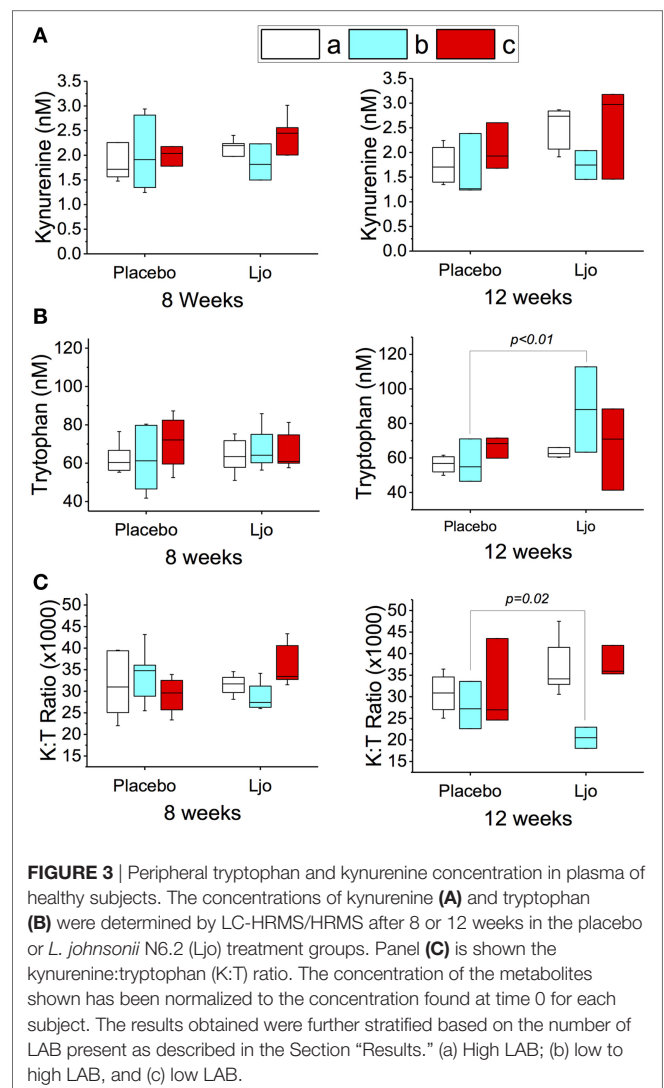 A
a b c
Kynurenine (nM)
3.5
3.0
2.5
2.0
1.5
1.0
0.5
0.0
Placebo Ljo
8 Weeks
Kynurenine (nM)
3.5
3.0
2.5
2.0
1.5
1.0
0.5
0.0
Placebo Ljo
12 weeks
B
Trytophan (nM)
120
100
80
60
40
Placebo Ljo
8 weeks
Tryptophan (nM)
120
100
80
60
40
p<0.01
Placebo Ljo
12 weeks
C
K:T Ratio (x1000)
50
45
40
35
30
25
20
15
Placebo Ljo
8 weeks
K:T Ratio (x1000)
50
45
40
35
30
25
20
15
p=0.02
Placebo Ljo
12 weeks
FIGURE 3 | Peripheral tryptophan and kynurenine concentration in plasma of
healthy subjects. The concentrations of kynurenine (A) and tryptophan
(B) were determined by LC-HRMS/HRMS after 8 or 12 weeks in the placebo
or L. johnsonii N6.2 (Ljo) treatment groups. Panel (C) is shown the
kynurenine:tryptophan (K:T) ratio. The concentration of the metabolites
shown has been normalized to the concentration found at time 0 for each
subject. The results obtained were further stratified based on the number of
LAB present as described in the Section “Results.” (a) High LAB; (b) low to
high LAB, and (c) low LAB.